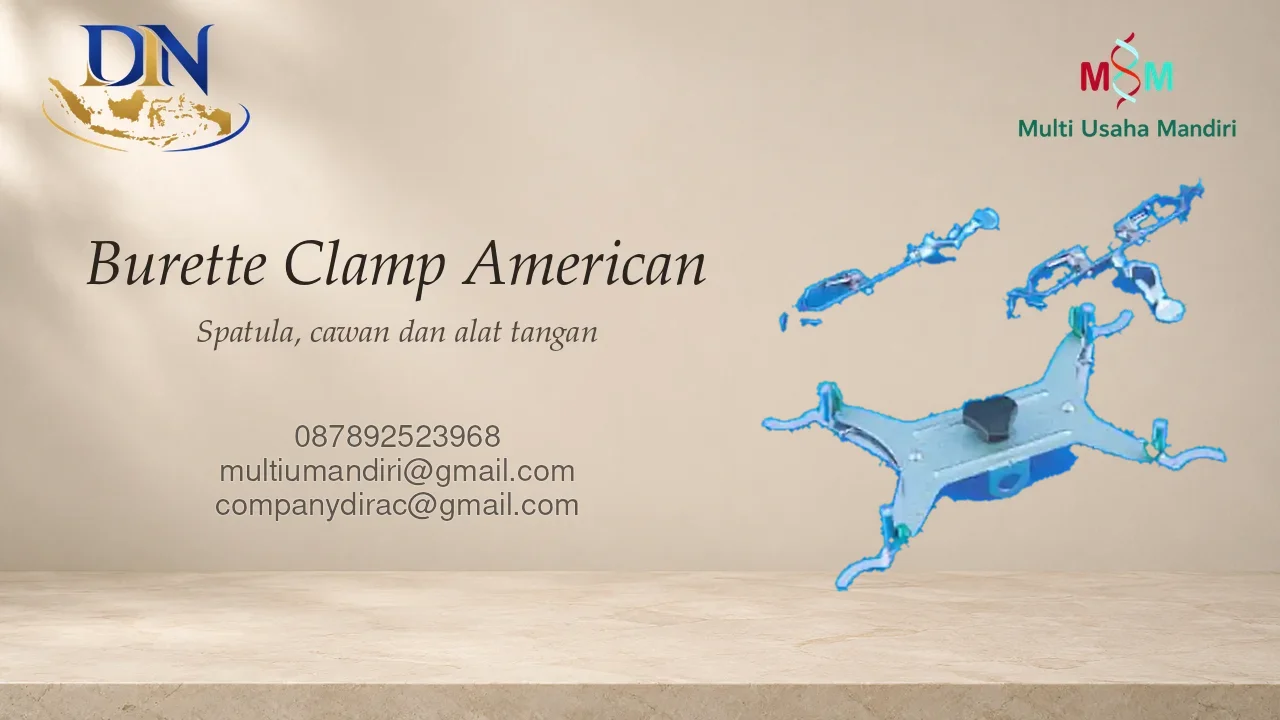 DN
M M
Multi Usaha Mandiri
Burette Clamp American
Spatula, cawan dan alat tangan
087892523968
multiumandiri@gmail.com
companydirac@gmail.com